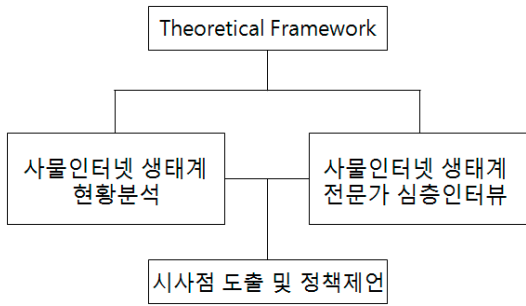 Theoretical Framework
사물인터넷 생태계
현황분석
사물인터넷 생태계
전문가 심층인터뷰
시사점 도출 및 정책제언